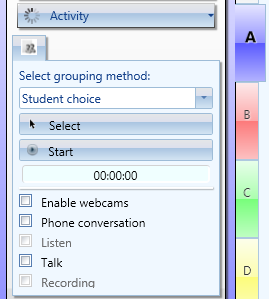 Activity
A
Select grouping method:
Student choice
B
Select
Start
00:00:00
C
Enable webcams
Phone conversation
Listen
Talk
D
Recording